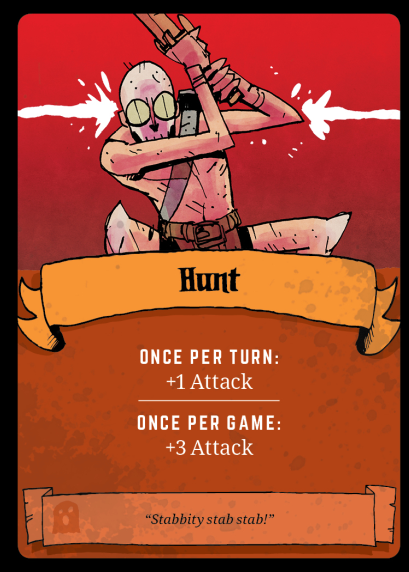 Hunt
ONCE PER TURN:
+1 Attack
ONCE PER GAME:
+3 Attack
“Stabbity stab stab!”